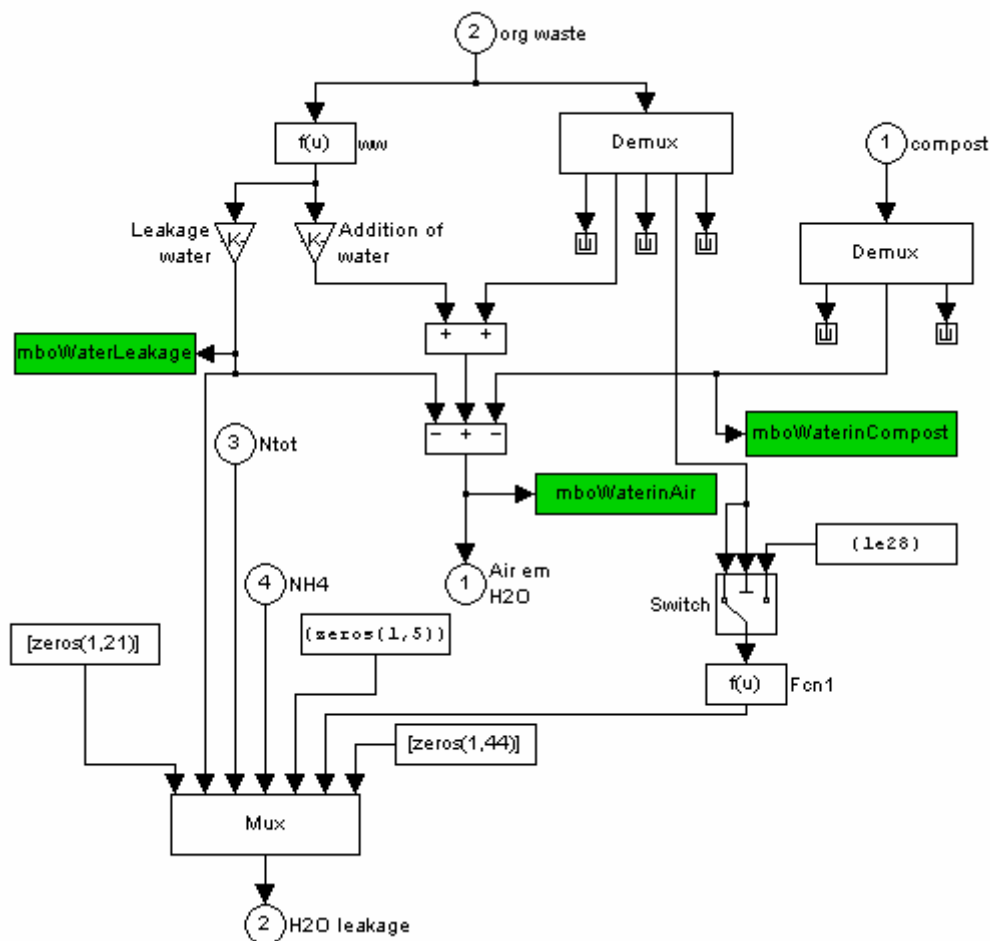 2 org waste
f(u) ww
Demux
1 compost
Leakage
water
-K-
-K-
Addition of
water
Demux
+ +
mboWaterLeakage
- + -
mboWaterinCompost
3 Ntot
mboWaterinAir
(1e28)
4 NH4
1 Air em
H2O
Switch
[zeros(1,21)]
(zeros(1,5))
f(u) Fcn1
[zeros(1,44)]
Mux
2 H2O leakage